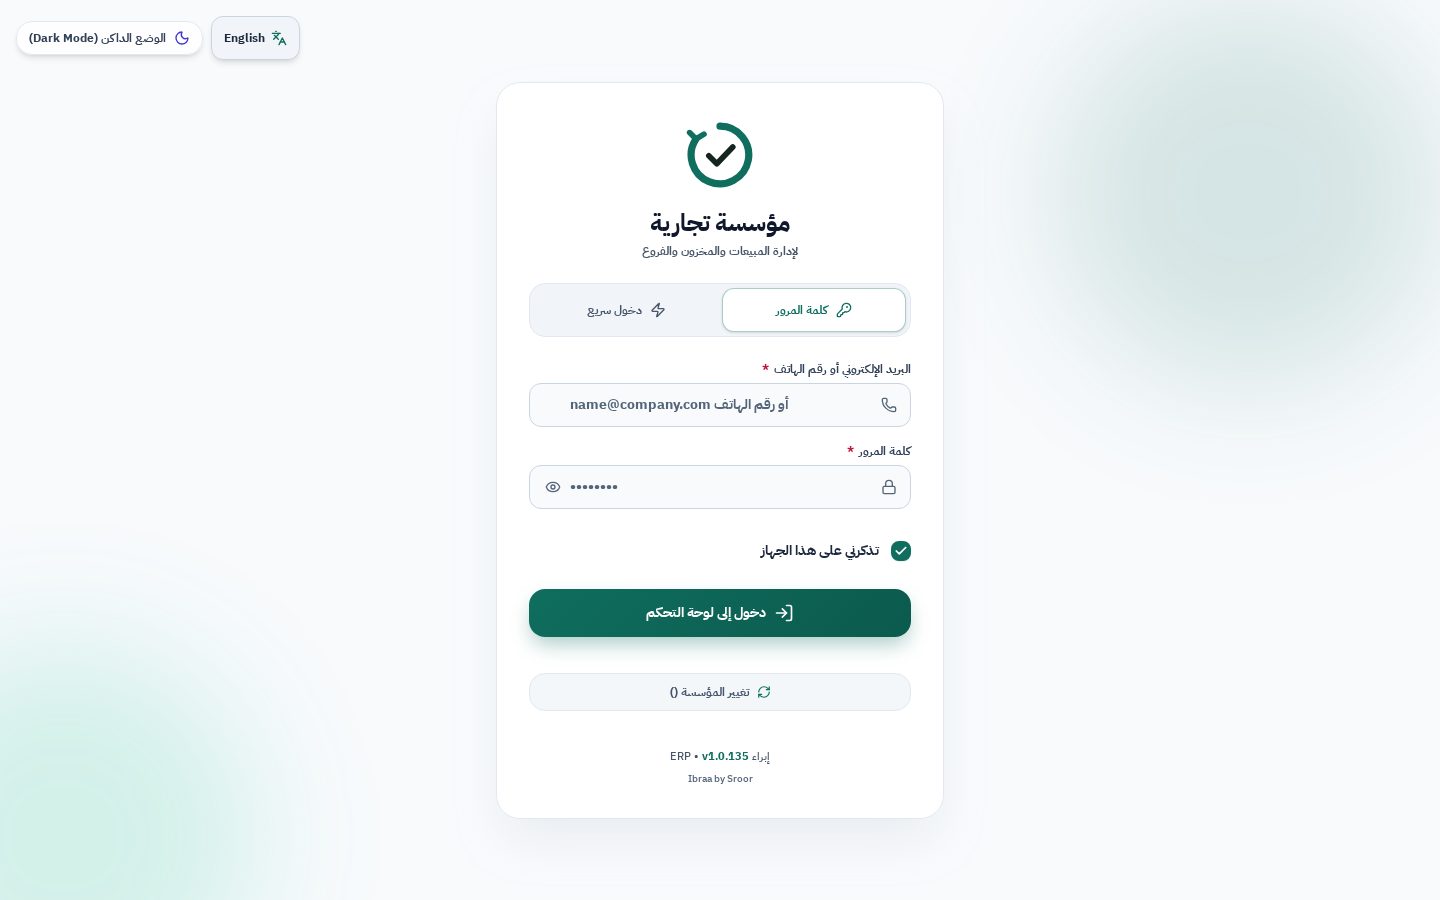 English
الوضع الداكن (Dark Mode)
مؤسسة تجارية
لإدارة المبيعات والمخزون والفروع
كلمة المرور
دخول سريع
البريد الإلكتروني أو رقم الهاتف *
name@company.com أو رقم الهاتف
كلمة المرور *
••••••••
تذكرني على هذا الجهاز
دخول إلى لوحة التحكم
تغيير المؤسسة ()
إبراء ERP • v1.0.135
Ibraa by Sroor